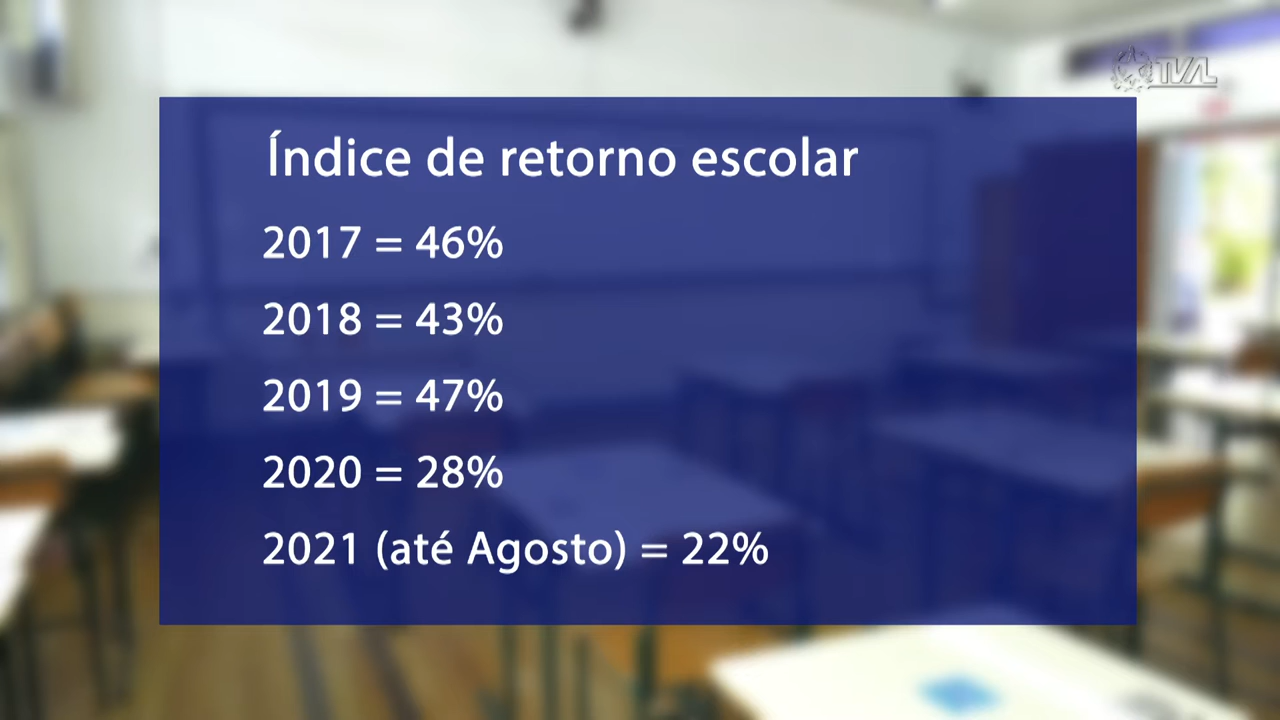 TVAL
Índice de retorno escolar
2017 = 46%
2018 = 43%
2019 = 47%
2020 = 28%
2021 (até Agosto) = 22%